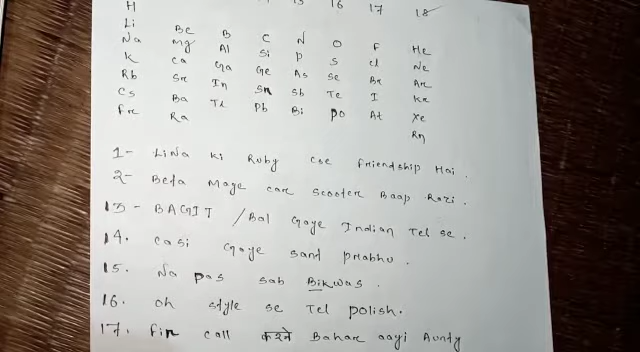 16 17 18
H
Li Be B C N O F He
Na Mg Al Si P S Cl Ne
K Ca Ga Ge As Se Br Ar
Rb Sr In Sn Sb Te I Kr
Cs Ba Tl Pb Bi Po At Xe
Fr Ra Rn
1- LiNa ki Ruby cse friendship Hai.
2- Beta Mage car scooter Baap Razi.
13- BAGIT / Bal Gaye Indian Tel se.
14. Casi Gaye sant prabhu.
15. Na pas sab Bikwas.
16. Oh style se Tel polish.
17. Fir call करने Bahar aayi Aunty